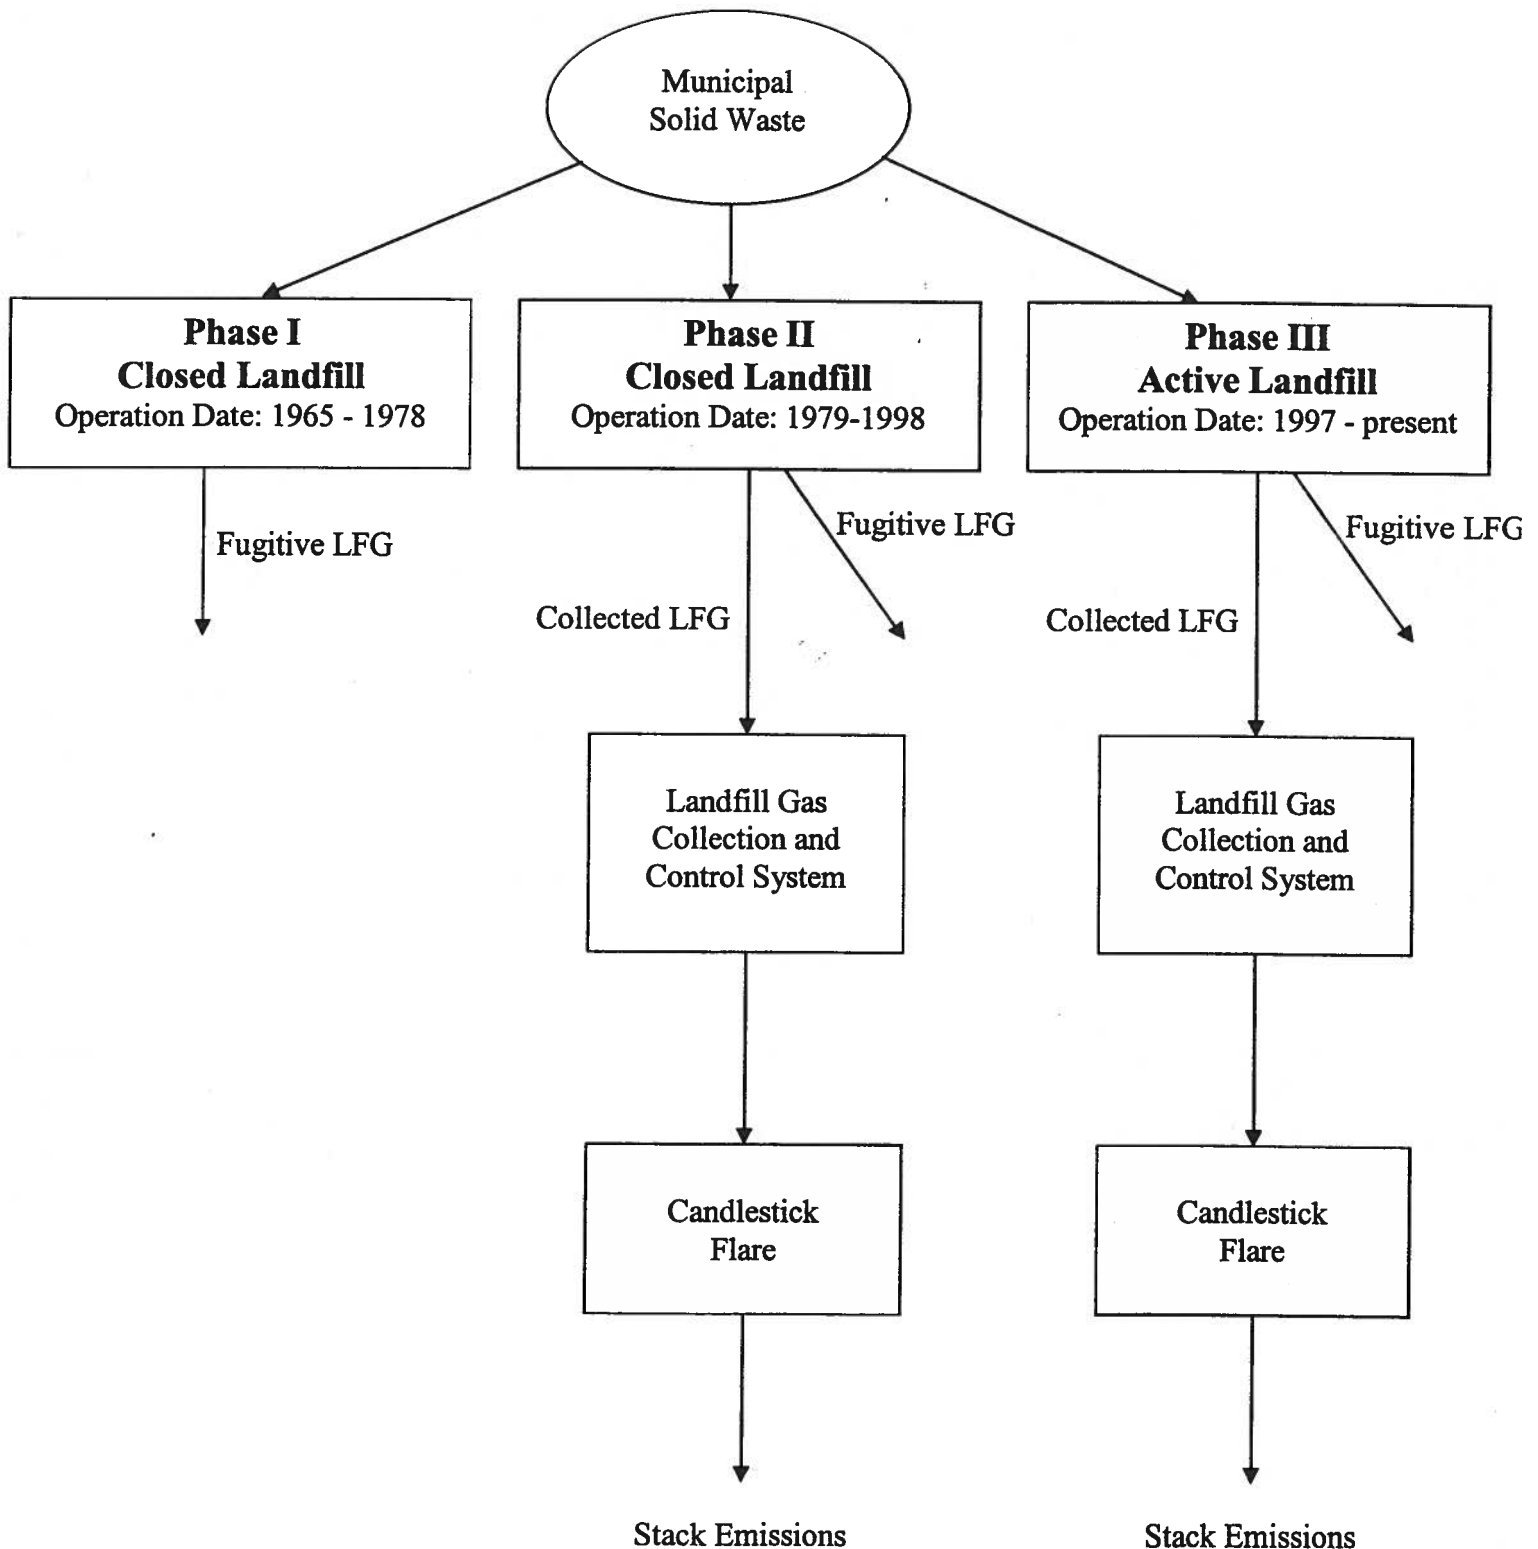 Municipal
Solid Waste
Phase I
Closed Landfill
Operation Date: 1965 - 1978
Phase II
Closed Landfill
Operation Date: 1979-1998
Phase III
Active Landfill
Operation Date: 1997 - present
Fugitive LFG
Fugitive LFG
Fugitive LFG
Collected LFG
Collected LFG
Landfill Gas
Collection and
Control System
Landfill Gas
Collection and
Control System
Candlestick
Flare
Candlestick
Flare
Stack Emissions
Stack Emissions